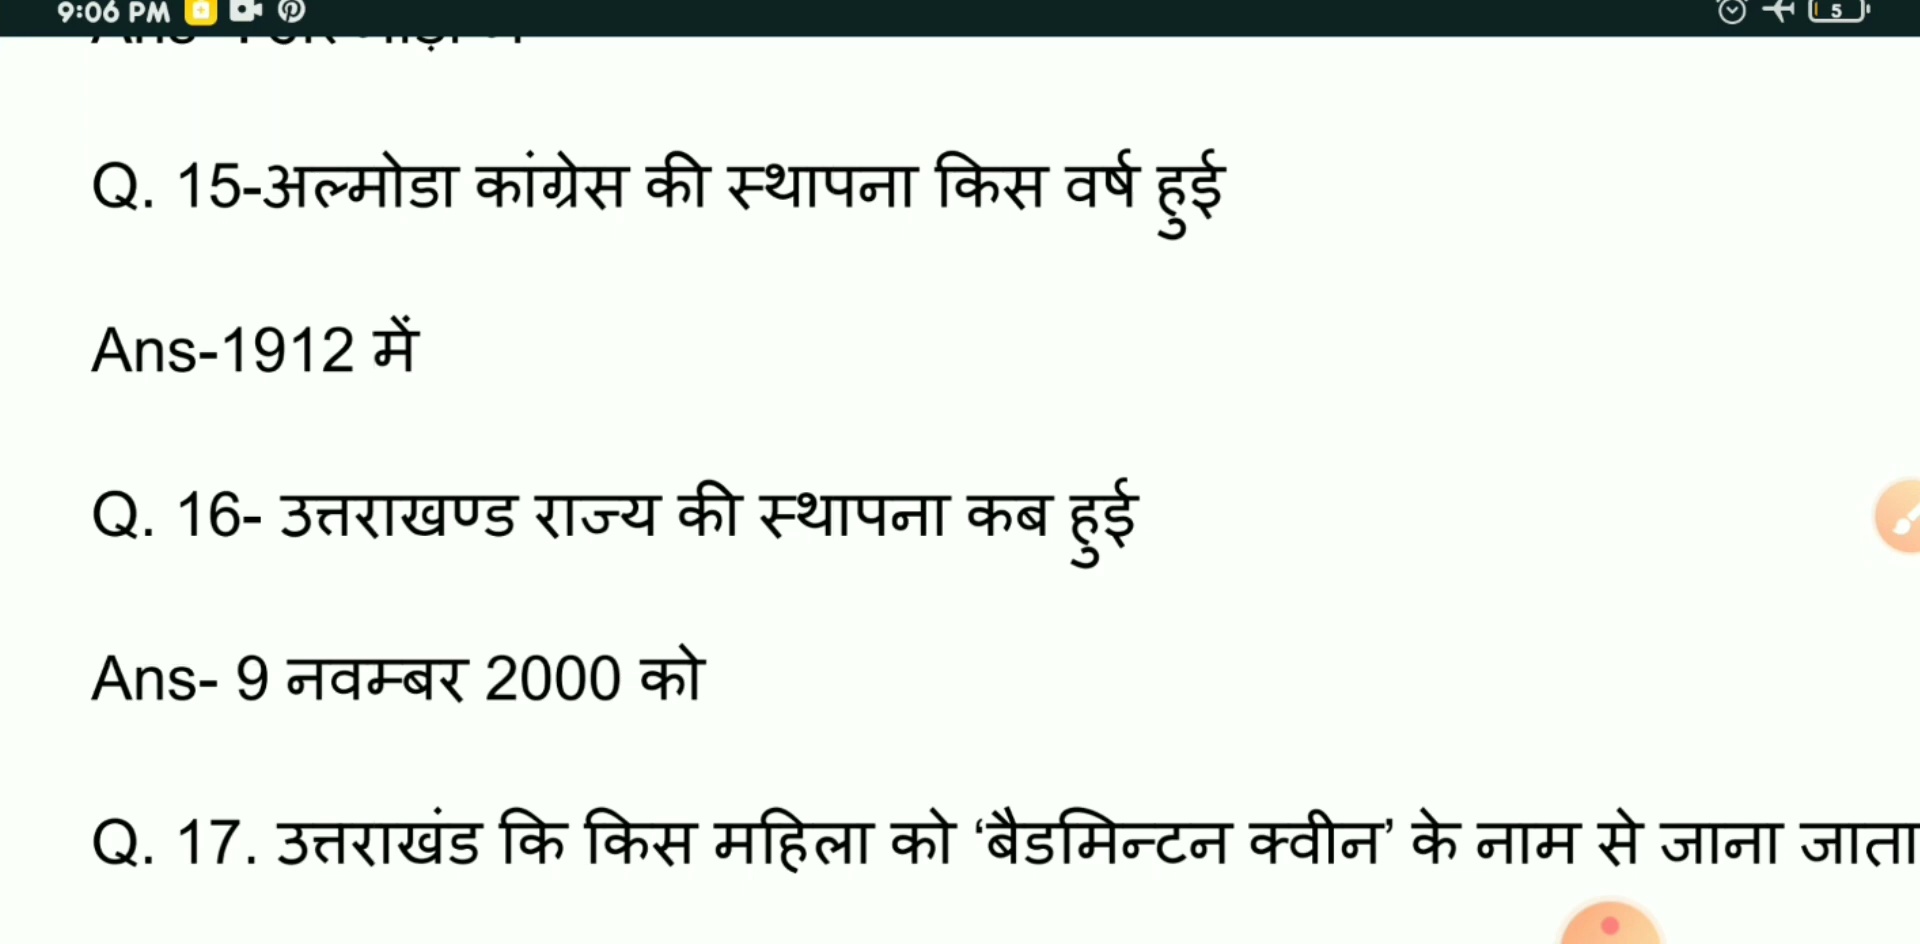 9:06 PM
5
Q. 15-अल्मोडा कांग्रेस की स्थापना किस वर्ष हुई
Ans-1912 में
Q. 16- उत्तराखण्ड राज्य की स्थापना कब हुई
Ans- 9 नवम्बर 2000 को
Q. 17. उत्तराखंड कि किस महिला को ‘बैडमिन्टन क्वीन’ के नाम से जाना जाता